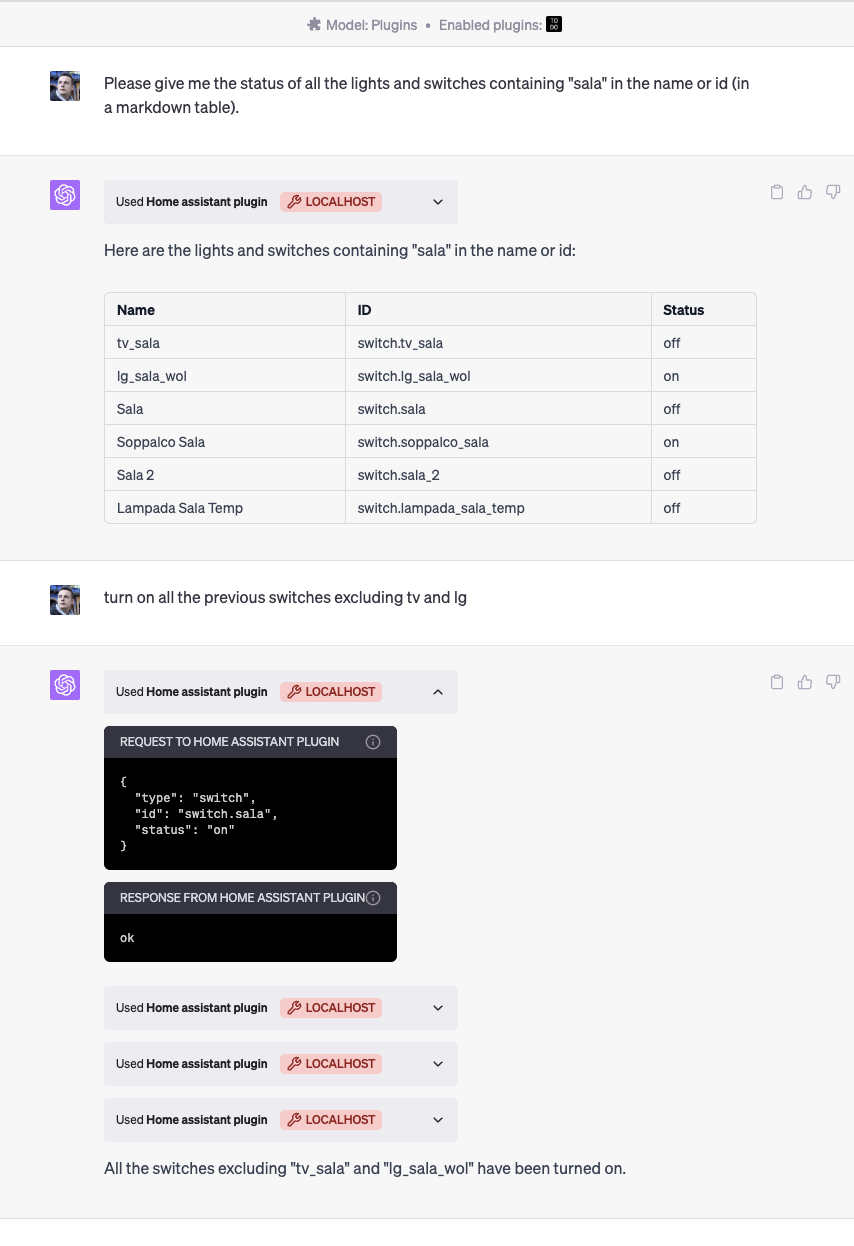 Model: Plugins • Enabled plugins: TO DO
Please give me the status of all the lights and switches containing "sala" in the name or id (in
a markdown table).
Used Home assistant plugin LOCALHOST
Here are the lights and switches containing "sala" in the name or id:
Name ID Status
tv_sala switch.tv_sala off
lg_sala_wol switch.lg_sala_wol on
Sala switch.sala off
Soppalco Sala switch.soppalco_sala on
Sala 2 switch.sala_2 off
Lampada Sala Temp switch.lampada_sala_temp off
turn on all the previous switches excluding tv and lg
Used Home assistant plugin LOCALHOST
REQUEST TO HOME ASSISTANT PLUGIN
{
"type": "switch",
"id": "switch.sala",
"status": "on"
}
RESPONSE FROM HOME ASSISTANT PLUGIN
ok
Used Home assistant plugin LOCALHOST
Used Home assistant plugin LOCALHOST
Used Home assistant plugin LOCALHOST
All the switches excluding "tv_sala" and "lg_sala_wol" have been turned on.